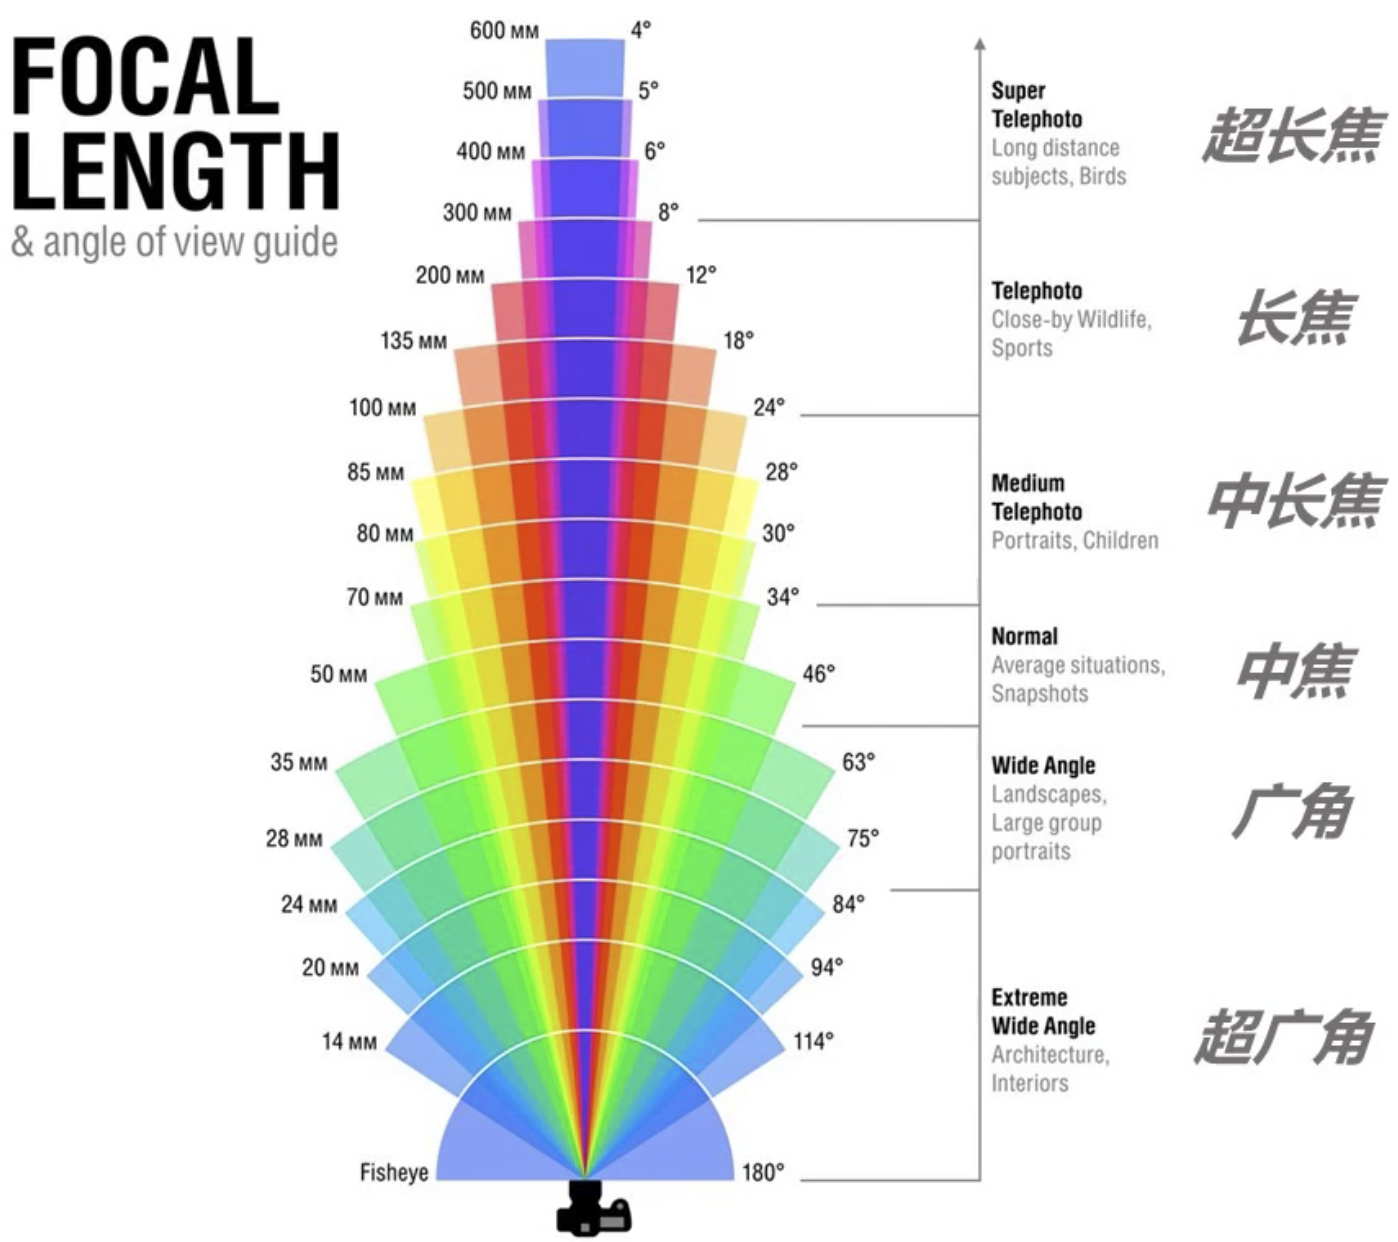 FOCAL
LENGTH
& angle of view guide
600 мм 4°
500 мм 5°
400 мм 6°
300 мм 8°
200 мм 12°
135 мм 18°
100 мм 24°
85 мм 28°
80 мм 30°
70 мм 34°
50 мм 46°
35 мм 63°
28 мм 75°
24 мм 84°
20 мм 94°
14 мм 114°
Fisheye 180°
Super
Telephoto
Long distance
subjects, Birds
超长焦
Telephoto
Close-by Wildlife,
Sports
长焦
Medium
Telephoto
Portraits, Children
中长焦
Normal
Average situations,
Snapshots
中焦
Wide Angle
Landscapes,
Large group
portraits
广角
Extreme
Wide Angle
Architecture,
Interiors
超广角